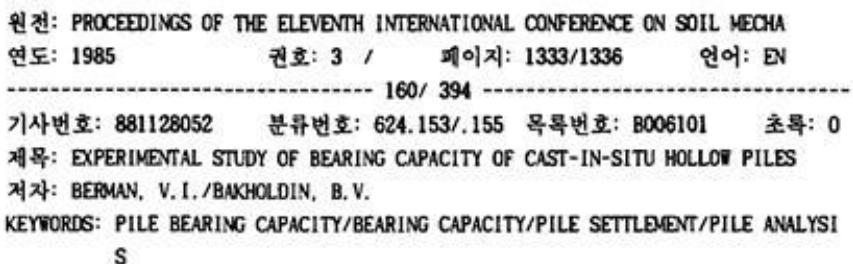 원전: PROCEEDINGS OF THE ELEVENTH INTERNATIONAL CONFERENCE ON SOIL MECHA
연도: 1985 권호: 3 / 페이지: 1333/1336 언어: EN
--------------------------------- 160/ 394 ---------------------------------
기사번호: 881128052 분류번호: 624.153/.155 목록번호: B006101 초록: 0
제목: EXPERIMENTAL STUDY OF BEARING CAPACITY OF CAST-IN-SITU HOLLOW PILES
저자: BERMAN, V.I./BAKHOLDIN, B.V.
KEYWORDS: PILE BEARING CAPACITY/BEARING CAPACITY/PILE SETTLEMENT/PILE ANALYSI
S